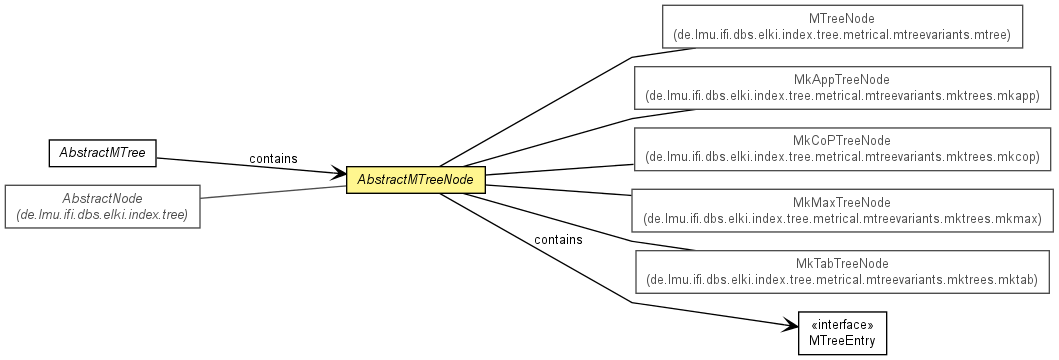 MTreeNode
(de.lmu.ifi.dbs.elki.index.tree.metrical.mtreevariants.mtree)
MkAppTreeNode
(de.lmu.ifi.dbs.elki.index.tree.metrical.mtreevariants.mktrees.mkapp)
MkCoPTreeNode
(de.lmu.ifi.dbs.elki.index.tree.metrical.mtreevariants.mktrees.mkcop)
AbstractMTree
contains
AbstractMTreeNode
AbstractNode
(de.lmu.ifi.dbs.elki.index.tree)
MkMaxTreeNode
(de.lmu.ifi.dbs.elki.index.tree.metrical.mtreevariants.mktrees.mkmax)
contains
MkTabTreeNode
(de.lmu.ifi.dbs.elki.index.tree.metrical.mtreevariants.mktrees.mktab)
«interface»
MTreeEntry